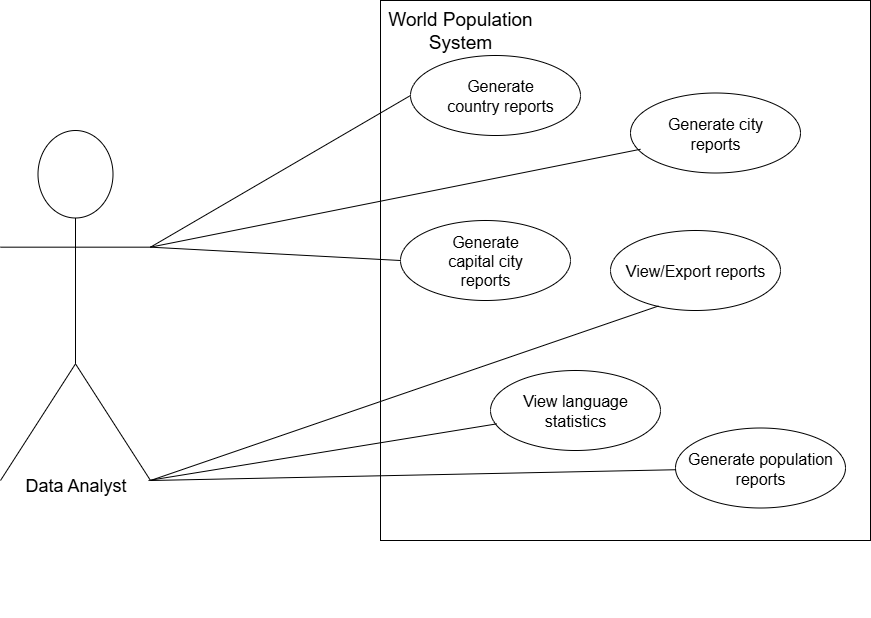 World Population
System
Generate
country reports
Generate city
reports
Generate
capital city
reports
View/Export reports
View language
statistics
Generate population
reports
Data Analyst